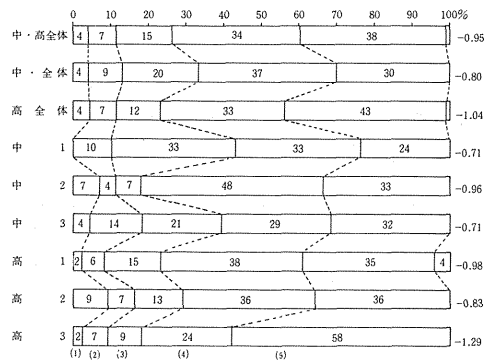 0 10 20 30 40 50 60 70 80 90 100%
中・高全体 4 7 15 34 38 -0.95
中・全体 4 9 20 37 30 -0.80
高全体 4 7 12 33 43 -1.04
中 1 10 33 33 24 -0.71
中 2 7 4 7 48 33 -0.96
中 3 4 14 21 29 32 -0.71
高 1 2 6 15 38 35 4 -0.98
高 2 9 7 13 36 36 -0.83
高 3 2 7 9 24 58 -1.29
(1) (2) (3) (4) (5)